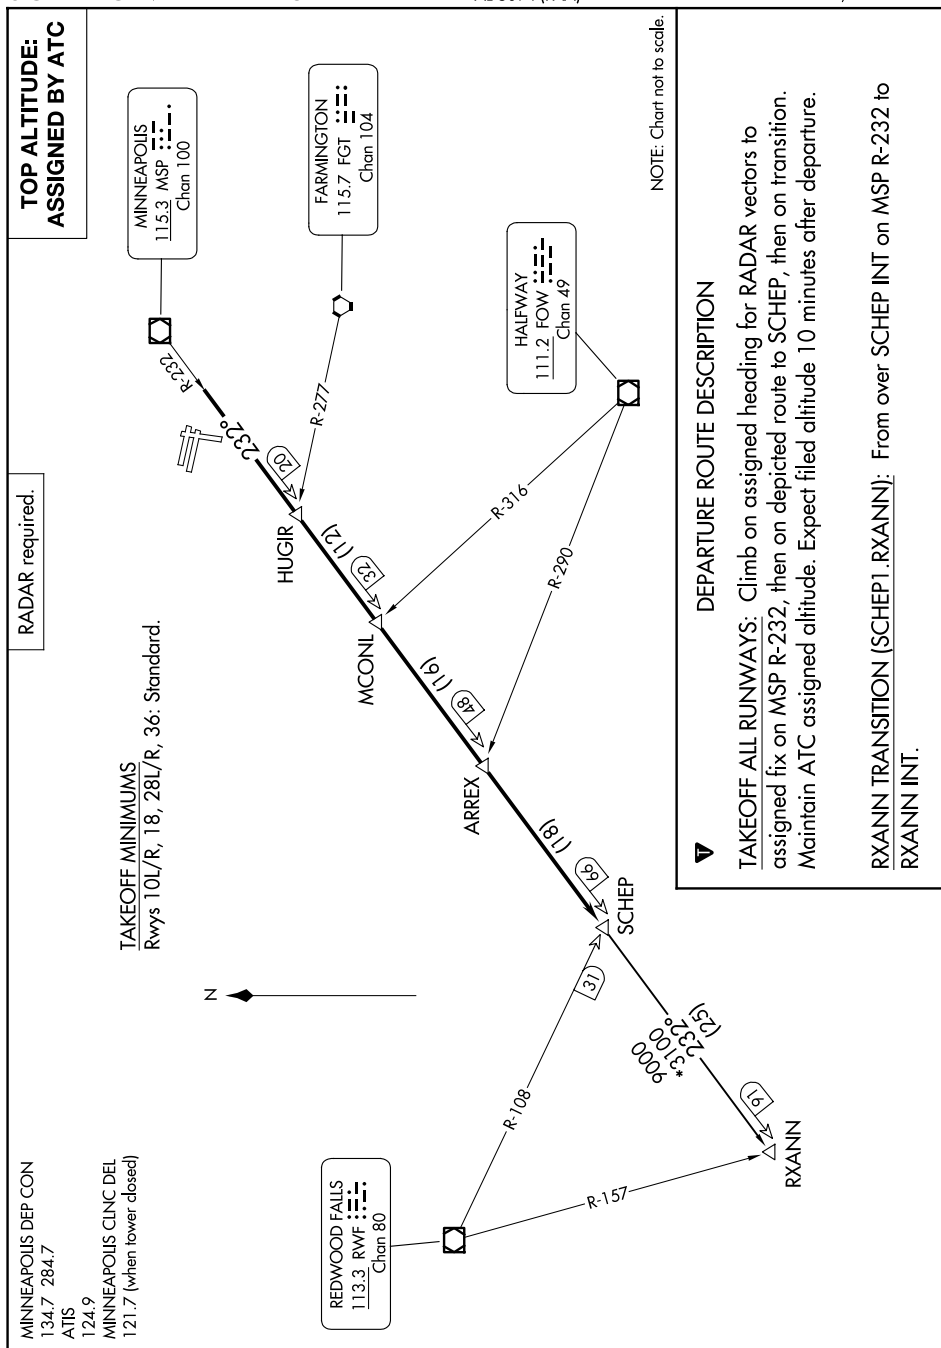 TOP ALTITUDE:
ASSIGNED BY ATC
RADAR required.
MINNEAPOLIS DEP CON
134.7 284.7
ATIS
124.9
MINNEAPOLIS CLNC DEL
121.7 (when tower closed)
TAKEOFF MINIMUMS
Rwys 10L/R, 18, 28L/R, 36: Standard.
MINNEAPOLIS
115.3 MSP
Chan 100
FARMINGTON
115.7 FGT
Chan 104
HALFWAY
111.2 FOW
Chan 49
REDWOOD FALLS
113.3 RWF
Chan 80
N
R-232
232°
R-277
20
HUGIR
(12)
32
MCONL
R-316
(16)
48
ARREX
R-290
(18)
66
SCHEP
31
R-108
9000
*3100
232°
(25)
91
RXANN
R-157
NOTE: Chart not to scale.
DEPARTURE ROUTE DESCRIPTION
TAKEOFF ALL RUNWAYS: Climb on assigned heading for RADAR vectors to
assigned fix on MSP R-232, then on depicted route to SCHEP, then on transition.
Maintain ATC assigned altitude. Expect filed altitude 10 minutes after departure.
RXANN TRANSITION (SCHEP1.RXANN): From over SCHEP INT on MSP R-232 to
RXANN INT.